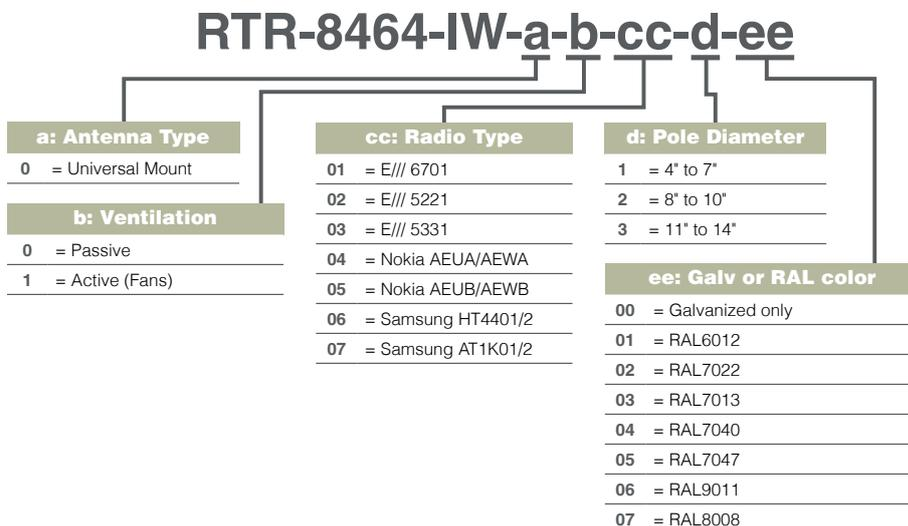 RTR-8464-IW-a-b-cc-d-ee
a: Antenna Type
0 = Universal Mount
b: Ventilation
0 = Passive
1 = Active (Fans)
cc: Radio Type
01 = E/// 6701
02 = E/// 5221
03 = E/// 5331
04 = Nokia AEUA/AEWA
05 = Nokia AEUB/AEWB
06 = Samsung HT4401/2
07 = Samsung AT1K01/2
d: Pole Diameter
1 = 4" to 7"
2 = 8" to 10"
3 = 11" to 14"
ee: Galv or RAL color
00 = Galvanized only
01 = RAL6012
02 = RAL7022
03 = RAL7013
04 = RAL7040
05 = RAL7047
06 = RAL9011
07 = RAL8008